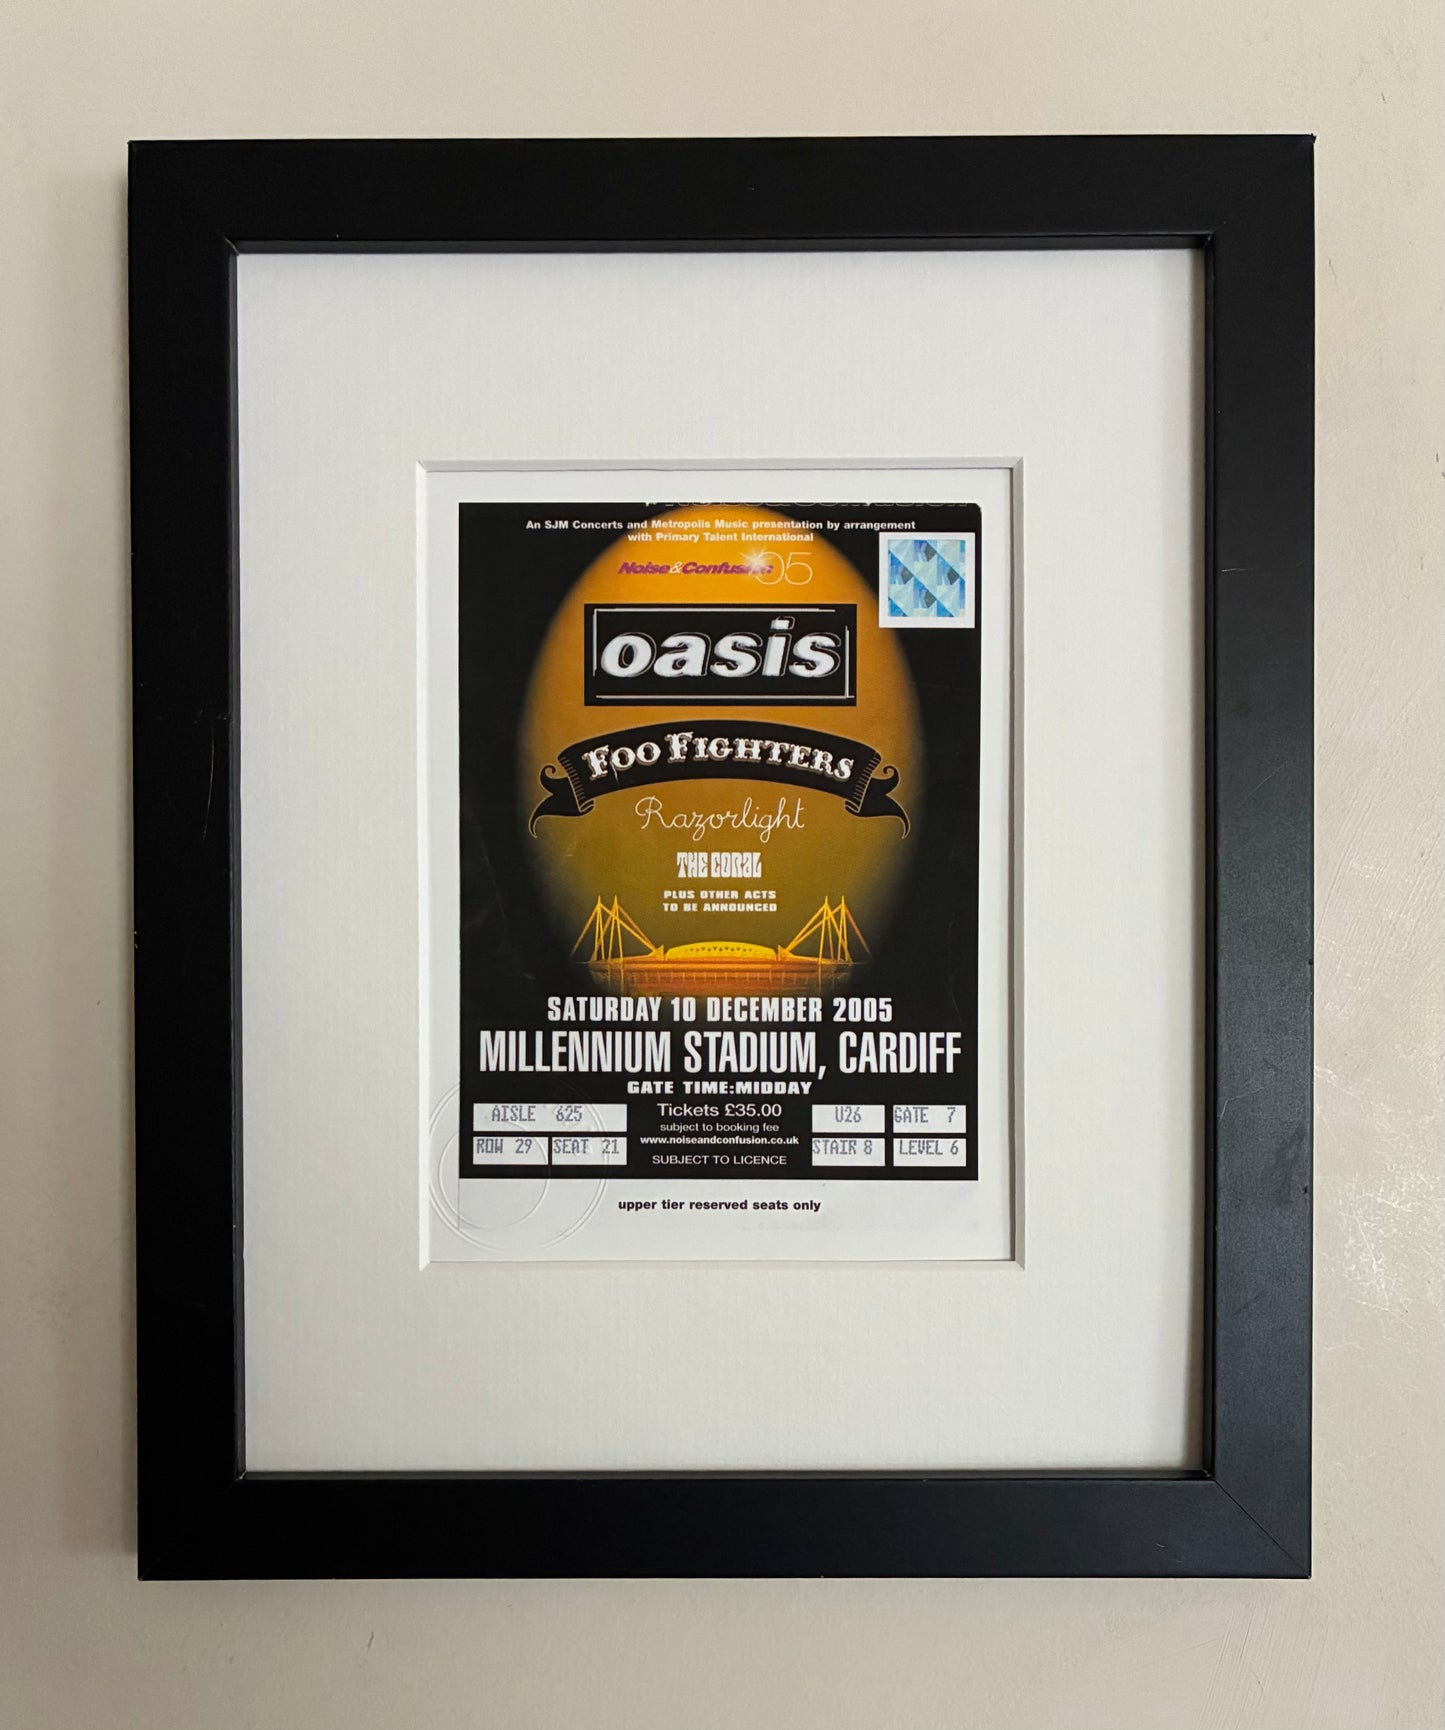 An SJM Concerts and Metropolis Music presentation by arrangement
with Primary Talent International
Noise&Confusion 05
oasis
FOO FIGHTERS
Razorlight
THE CORAL
PLUS OTHER ACTS
TO BE ANNOUNCED
SATURDAY 10 DECEMBER 2005
MILLENNIUM STADIUM, CARDIFF
GATE TIME:MIDDAY
AISLE 625
ROW 29 SEAT 21
Tickets £35.00
subject to booking fee
www.noiseandconfusion.co.uk
SUBJECT TO LICENCE
U26 GATE 7
STAIR 8 LEVEL 6
upper tier reserved seats only